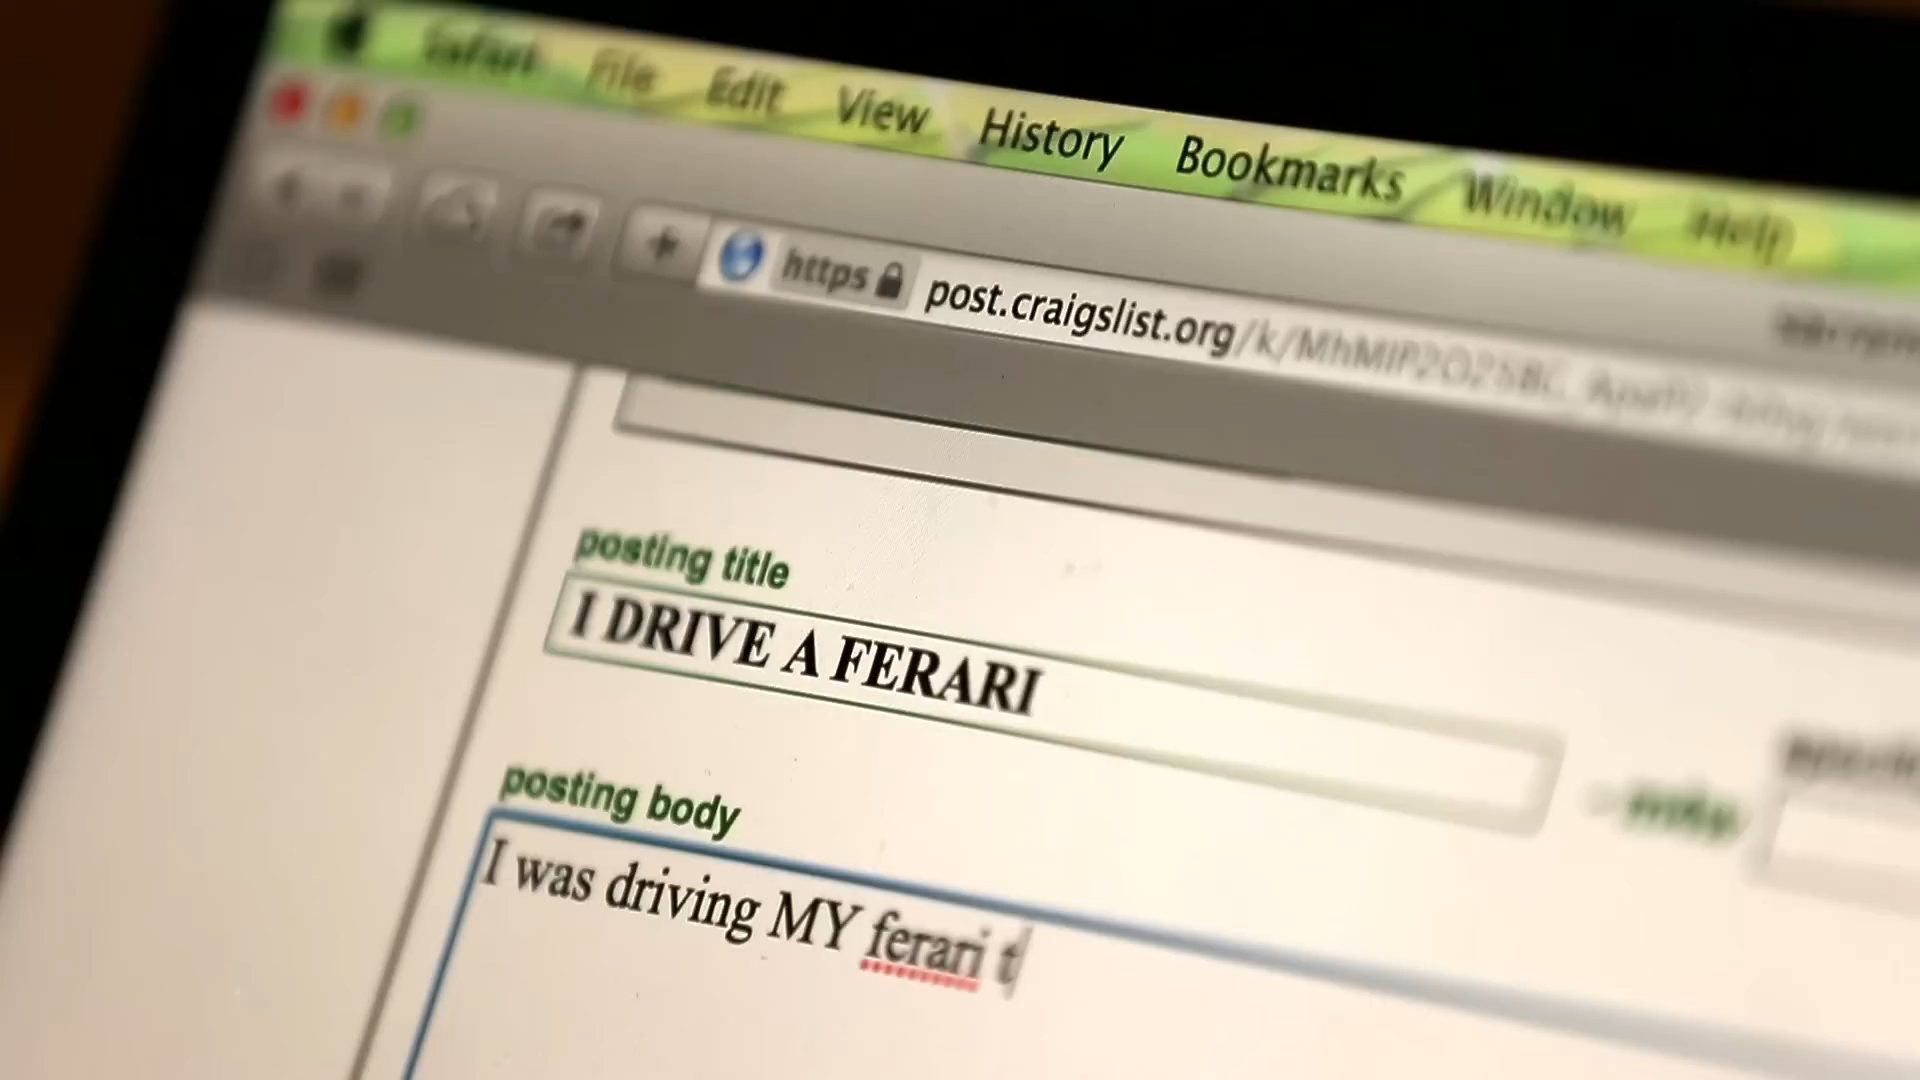 Safari File Edit View History Bookmarks Window Help
https post.craigslist.org/k/MhMIP2O2SBC
posting title
I DRIVE A FERARI
posting body
I was driving MY ferari t